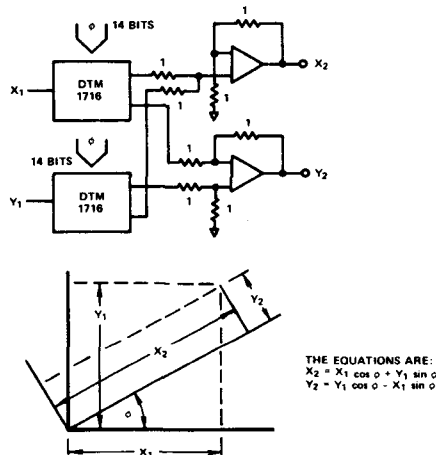 ϕ 14 BITS
1
X1
DTM
1716
1
1
1
X2
ϕ
14 BITS
1
1
Y1
DTM
1716
1
1
Y2
Y1
X2
Y2
ϕ
X1
THE EQUATIONS ARE:
X2 = X1 cos ϕ + Y1 sin ϕ
Y2 = Y1 cos ϕ - X1 sin ϕ